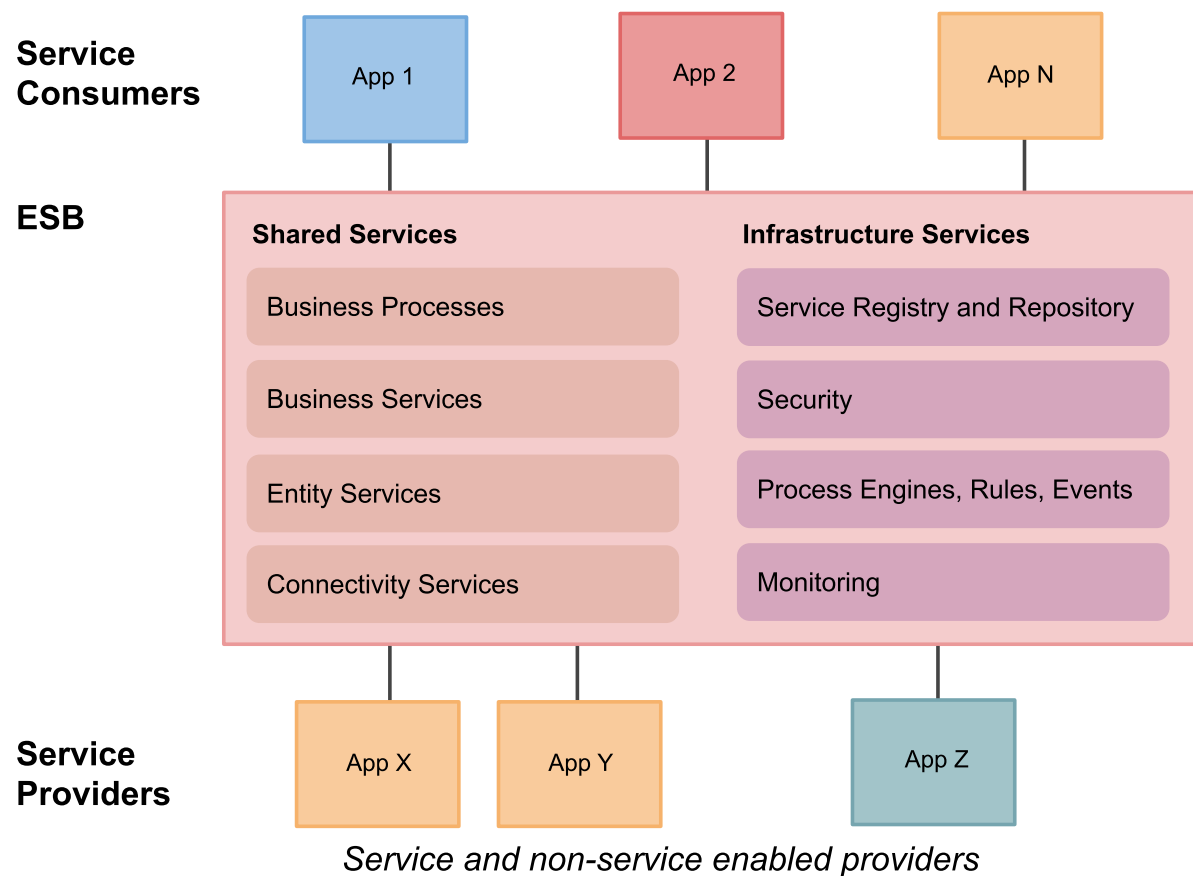 Service
Consumers
App 1
App 2
App N
ESB
Shared Services
Business Processes
Business Services
Entity Services
Connectivity Services
Infrastructure Services
Service Registry and Repository
Security
Process Engines, Rules, Events
Monitoring
Service
Providers
App X
App Y
App Z
Service and non-service enabled providers